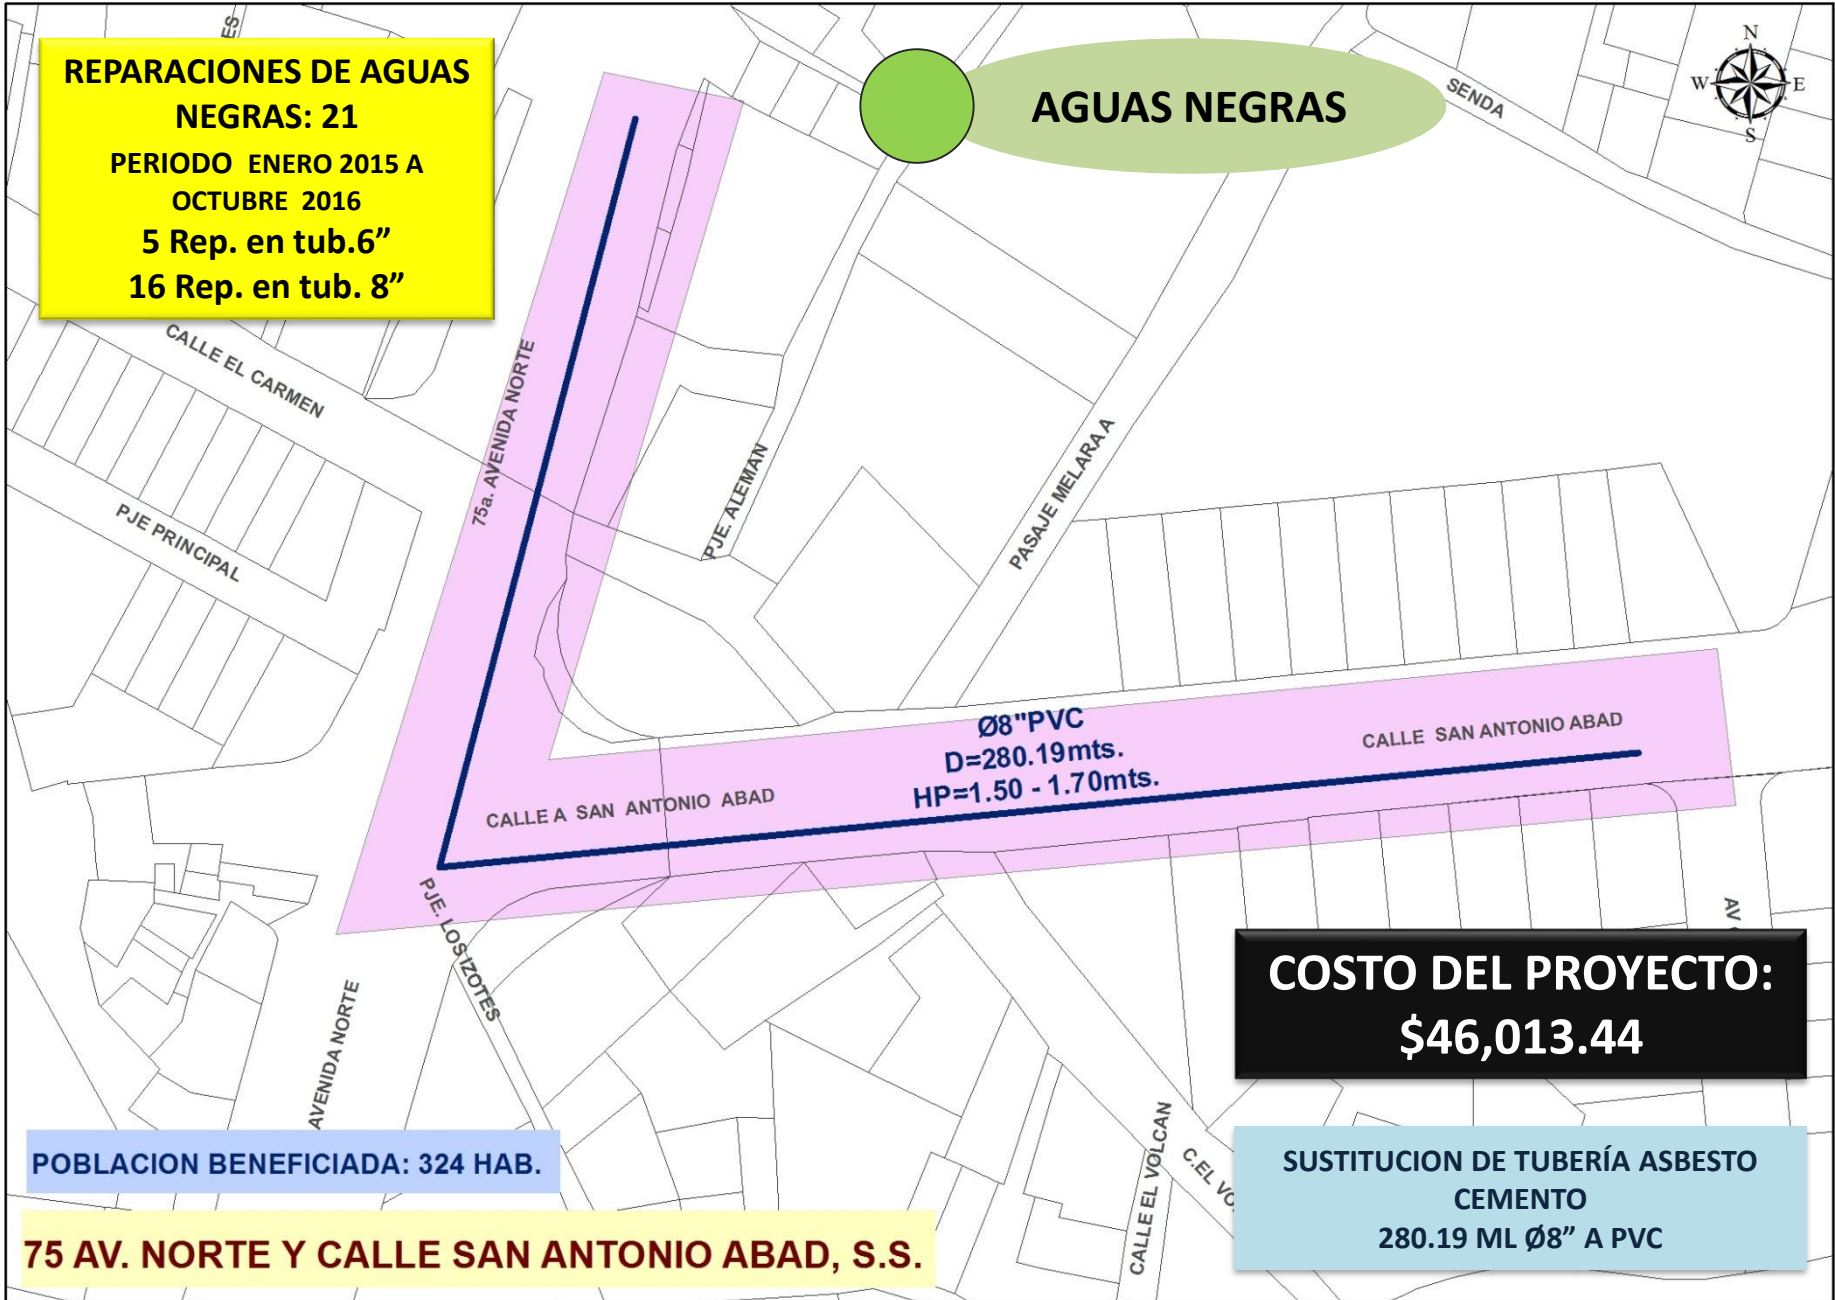 REPARACIONES DE AGUAS
NEGRAS: 21
PERIODO ENERO 2015 A
OCTUBRE 2016
5 Rep. en tub.6”
16 Rep. en tub. 8”
AGUAS NEGRAS
N
W E
S
ES
SENDA
CALLE EL CARMEN
75a. AVENIDA NORTE
PJE. ALEMAN
PASAJE MELARA A
PJE PRINCIPAL
Ø8"PVC
D=280.19mts.
HP=1.50 - 1.70mts.
CALLE SAN ANTONIO ABAD
CALLE A SAN ANTONIO ABAD
PJE. LOS IZOTES
AVENIDA NORTE
AV
COSTO DEL PROYECTO:
$46,013.44
CALLE EL VOLCAN
C.EL VO
POBLACION BENEFICIADA: 324 HAB.
SUSTITUCION DE TUBERÍA ASBESTO
CEMENTO
280.19 ML Ø8” A PVC
75 AV. NORTE Y CALLE SAN ANTONIO ABAD, S.S.